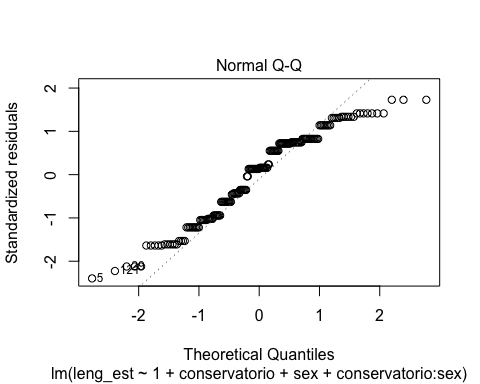 Normal Q-Q
Standardized residuals
2
1
0
-1
-2
5
-2
-1
0
1
2
Theoretical Quantiles
lm(leng_est ~ 1 + conservatorio + sex + conservatorio:sex)